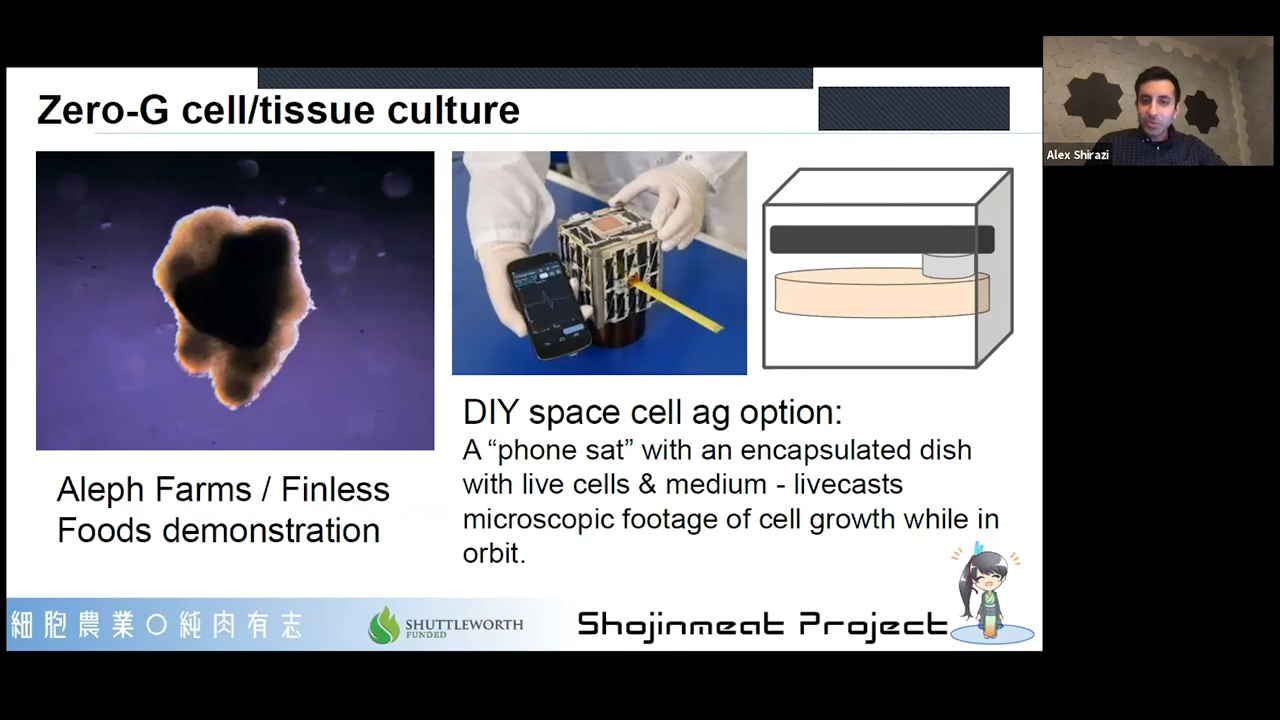 Zero-G cell/tissue culture
Alex Shirazi
DIY space cell ag option:
A “phone sat” with an encapsulated dish
with live cells & medium - livecasts
microscopic footage of cell growth while in
orbit.
Aleph Farms / Finless
Foods demonstration
細胞農業〇純肉有志
SHUTTLEWORTH
FUNDED
Shojinmeat Project